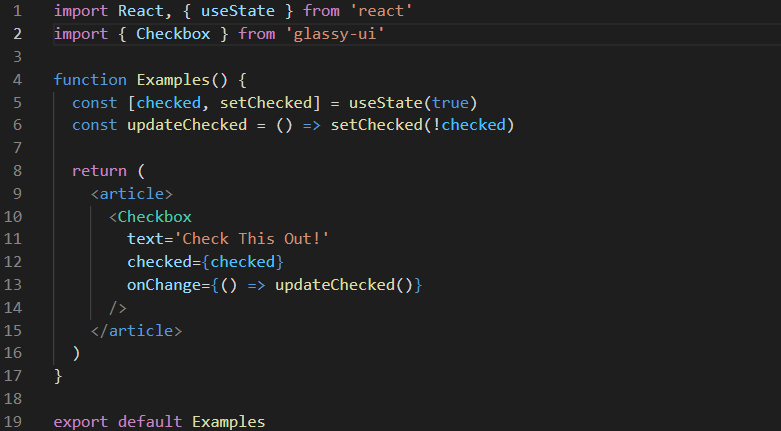 1 import React, { useState } from 'react'
2 import { Checkbox } from 'glassy-ui'
3
4 function Examples() {
5   const [checked, setChecked] = useState(true)
6   const updateChecked = () => setChecked(!checked)
7
8   return (
9     <article>
10       <Checkbox
11         text='Check This Out!'
12         checked={checked}
13         onChange={() => updateChecked()}
14       />
15     </article>
16   )
17 }
18
19 export default Examples